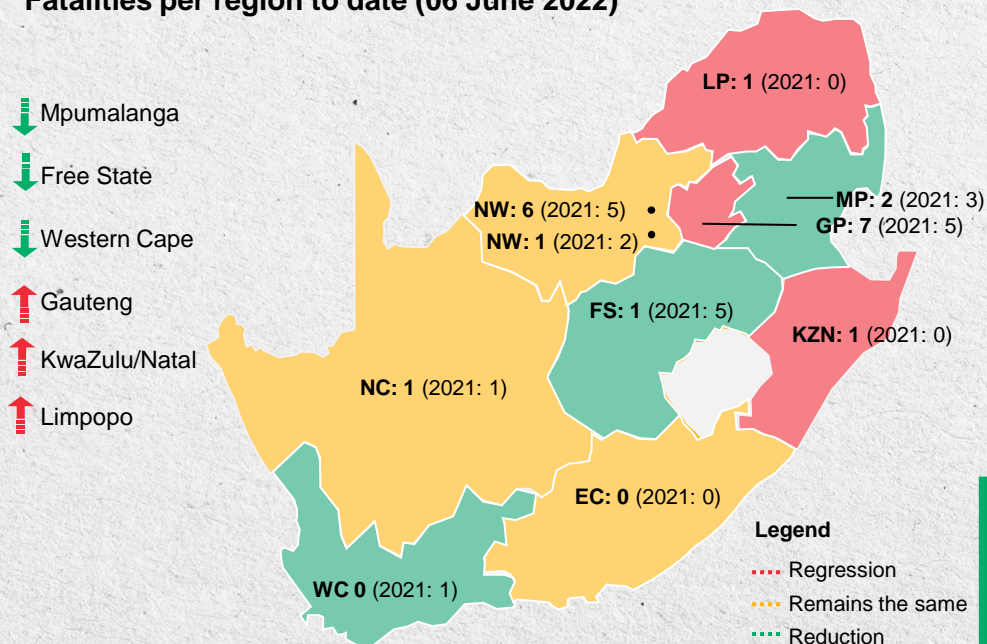 Fatalities per region to date (06 June 2022)
Mpumalanga
Free State
Western Cape
Gauteng
KwaZulu/Natal
Limpopo
LP: 1 (2021: 0)
MP: 2 (2021: 3)
NW: 6 (2021: 5)
GP: 7 (2021: 5)
NW: 1 (2021: 2)
FS: 1 (2021: 5)
KZN: 1 (2021: 0)
NC: 1 (2021: 1)
EC: 0 (2021: 0)
WC 0 (2021: 1)
Legend
Regression
Remains the same
Reduction